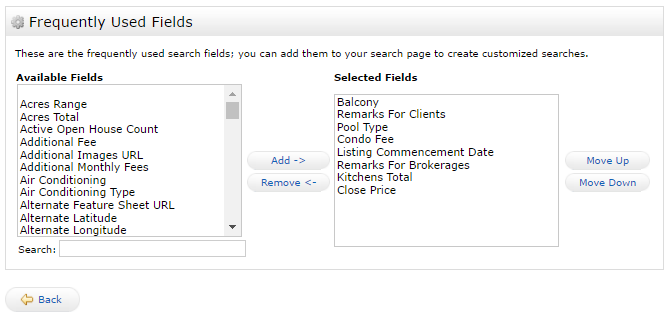 Frequently Used Fields
These are the frequently used search fields; you can add them to your search page to create customized searches.
Available Fields
Acres Range
Acres Total
Active Open House Count
Additional Fee
Additional Images URL
Additional Monthly Fees
Air Conditioning
Air Conditioning Type
Alternate Feature Sheet URL
Alternate Latitude
Alternate Longitude
Search:
Add ->
Remove <-
Selected Fields
Balcony
Remarks For Clients
Pool Type
Condo Fee
Listing Commencement Date
Remarks For Brokerages
Kitchens Total
Close Price
Move Up
Move Down
Back